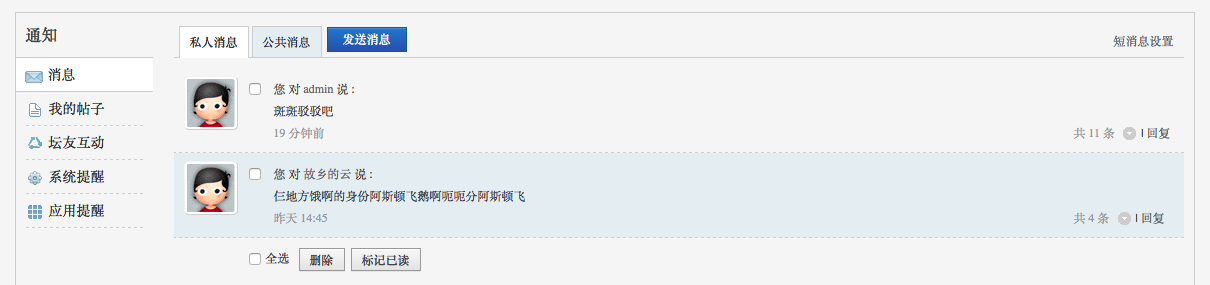 通知
消息
我的帖子
坛友互动
系统提醒
应用提醒
私人消息 公共消息 发送消息 短消息设置
您 对 admin 说 :
斑斑驳驳吧
19 分钟前 共 11 条 | 回复
您 对 故乡的云 说 :
仨地方饿啊的身份阿斯顿飞鹅啊呃呃分阿斯顿飞
昨天 14:45 共 4 条 | 回复
全选 删除 标记已读